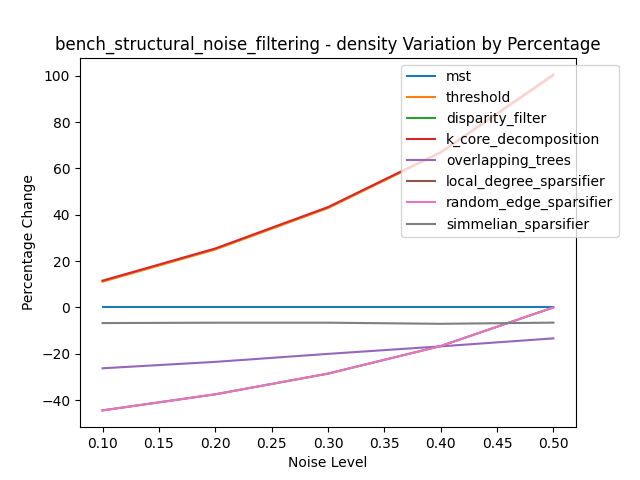 bench_structural_noise_filtering - density Variation by Percentage
Percentage Change
100
80
60
40
20
0
−20
−40
mst
threshold
disparity_filter
k_core_decomposition
overlapping_trees
local_degree_sparsifier
random_edge_sparsifier
simmelian_sparsifier
0.10 0.15 0.20 0.25 0.30 0.35 0.40 0.45 0.50
Noise Level